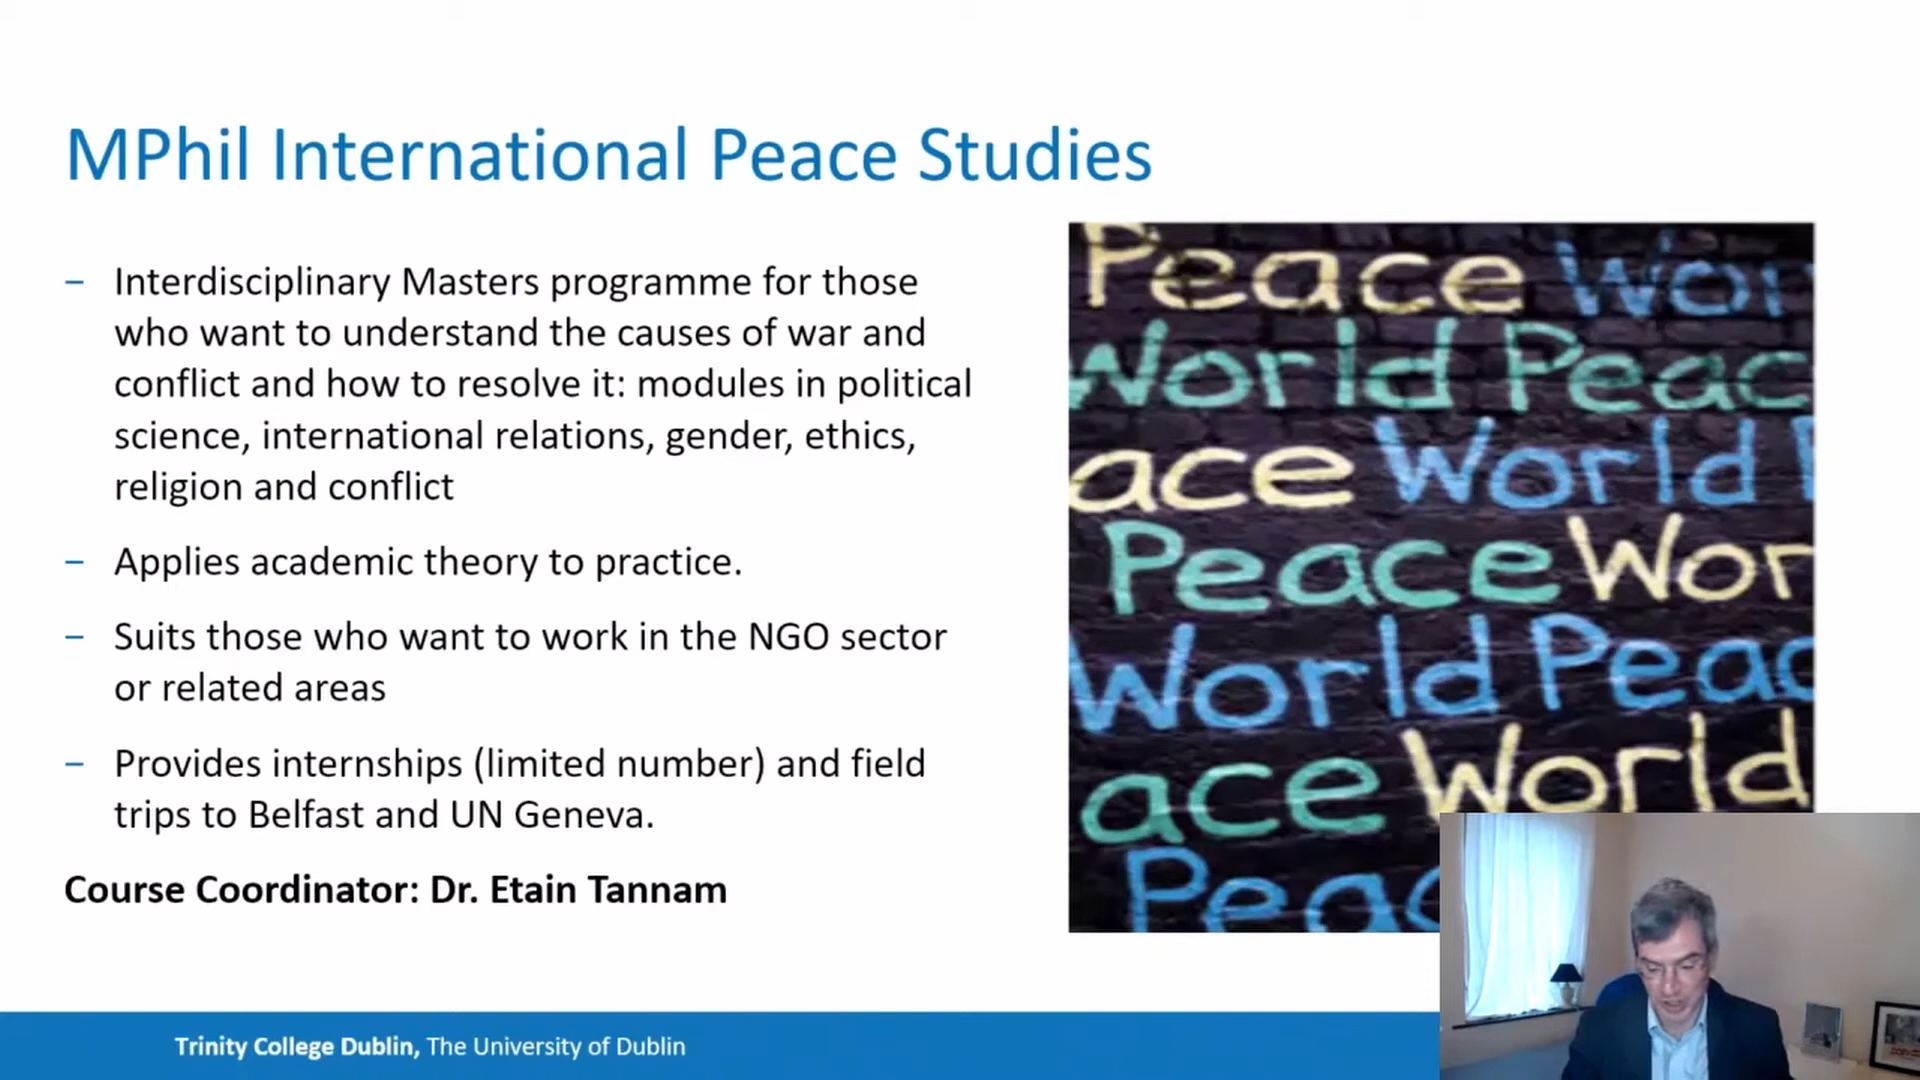 MPhil International Peace Studies
– Interdisciplinary Masters programme for those
who want to understand the causes of war and
conflict and how to resolve it: modules in political
science, international relations, gender, ethics,
religion and conflict
– Applies academic theory to practice.
– Suits those who want to work in the NGO sector
or related areas
– Provides internships (limited number) and field
trips to Belfast and UN Geneva.
Course Coordinator: Dr. Etain Tannam
Peace Wor
World Peac
ace World
Peace Wor
World Peac
ace World
Peac
Trinity College Dublin, The University of Dublin